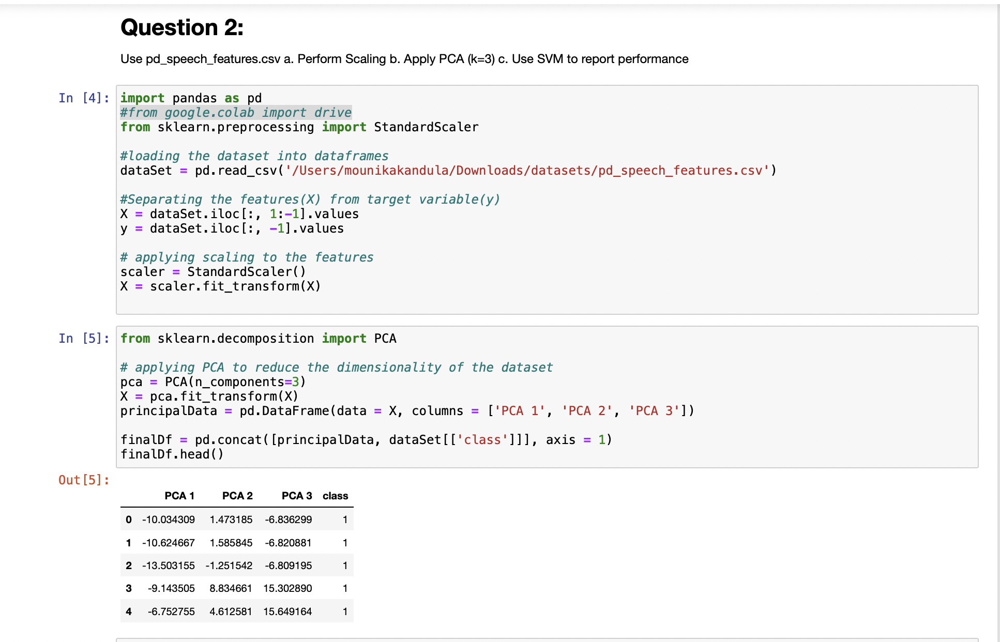 Question 2:
Use pd_speech_features.csv a. Perform Scaling b. Apply PCA (k=3) c. Use SVM to report performance
In [4]:
import pandas as pd
#from google.colab import drive
from sklearn.preprocessing import StandardScaler
#loading the dataset into dataframes
dataSet = pd.read_csv('/Users/mounikakandula/Downloads/datasets/pd_speech_features.csv')
#Separating the features(X) from target variable(y)
X = dataSet.iloc[:, 1:-1].values
y = dataSet.iloc[:, -1].values
# applying scaling to the features
scaler = StandardScaler()
X = scaler.fit_transform(X)
In [5]:
from sklearn.decomposition import PCA
# applying PCA to reduce the dimensionality of the dataset
pca = PCA(n_components=3)
X = pca.fit_transform(X)
principalData = pd.DataFrame(data = X, columns = ['PCA 1', 'PCA 2', 'PCA 3'])
finalDf = pd.concat([principalData, dataSet[['class']]], axis = 1)
finalDf.head()
Out[5]:
PCA 1 PCA 2 PCA 3 class
0 -10.034309 1.473185 -6.836299 1
1 -10.624667 1.585845 -6.820881 1
2 -13.503155 -1.251542 -6.809195 1
3 -9.143505 8.834661 15.302890 1
4 -6.752755 4.612581 15.649164 1